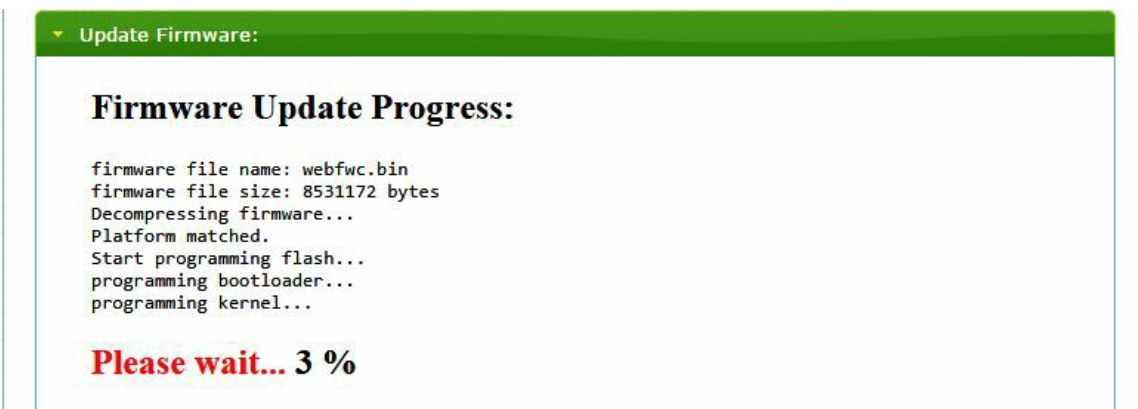 Update Firmware:
Firmware Update Progress:
firmware file name: webfwc.bin
firmware file size: 8531172 bytes
Decompressing firmware...
Platform matched.
Start programming flash...
programming bootloader...
programming kernel...
Please wait... 3 %